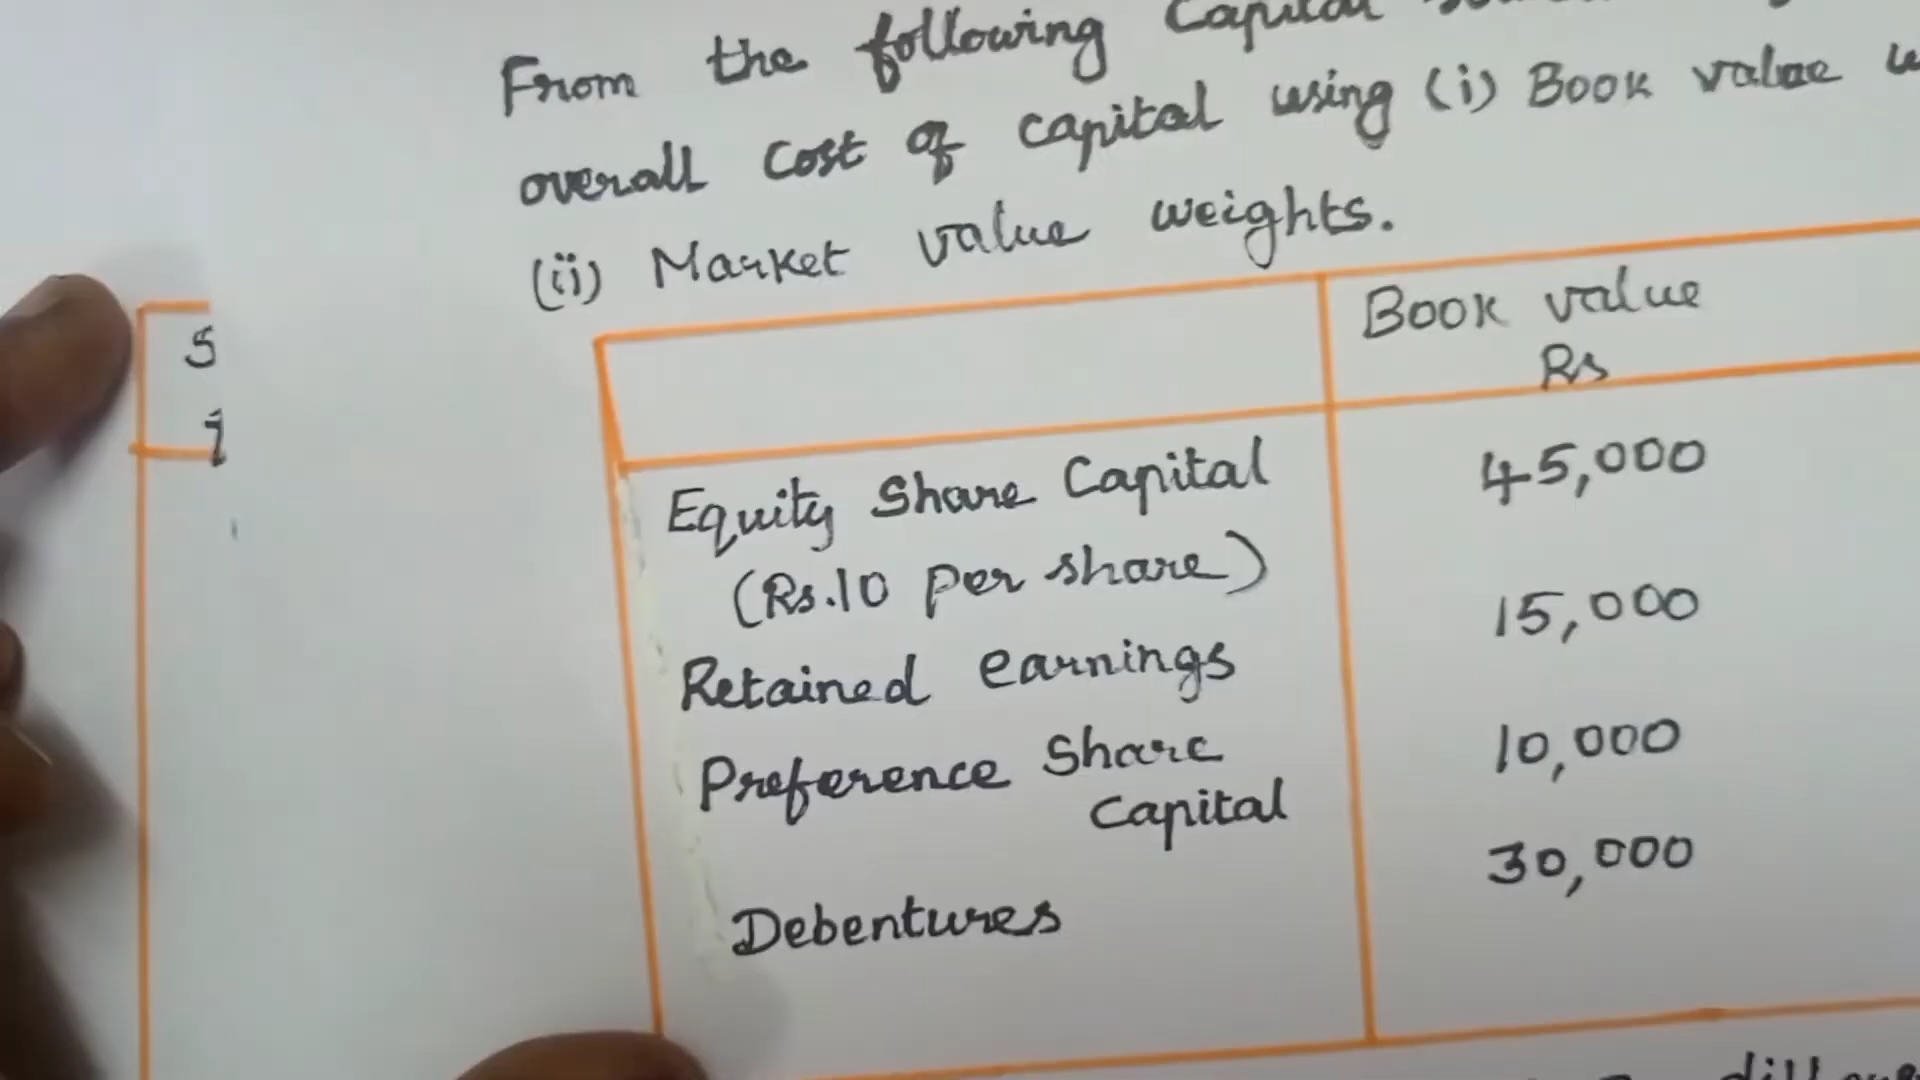 From the following Capital
overall cost of capital using (i) Book value
(ii) Market value weights.
Book value
Rs
Equity Share Capital 45,000
(Rs.10 per share)
Retained earnings 15,000
Preference Share 10,000
Capital
Debentures 30,000
S